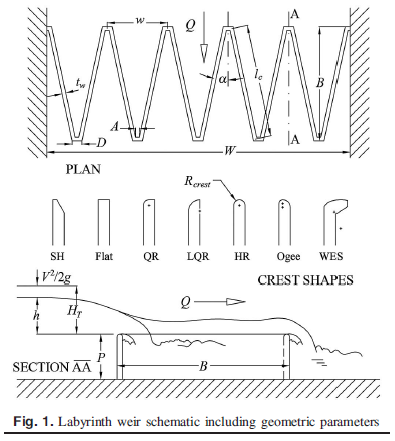 w
Q
A
t_w
α
l_c
B
A
D
A
W
PLAN
R_crest
SH Flat QR LQR HR Ogee WES
CREST SHAPES
V²/2g
h
H_T
Q
P
B
SECTION AA
Fig. 1. Labyrinth weir schematic including geometric parameters